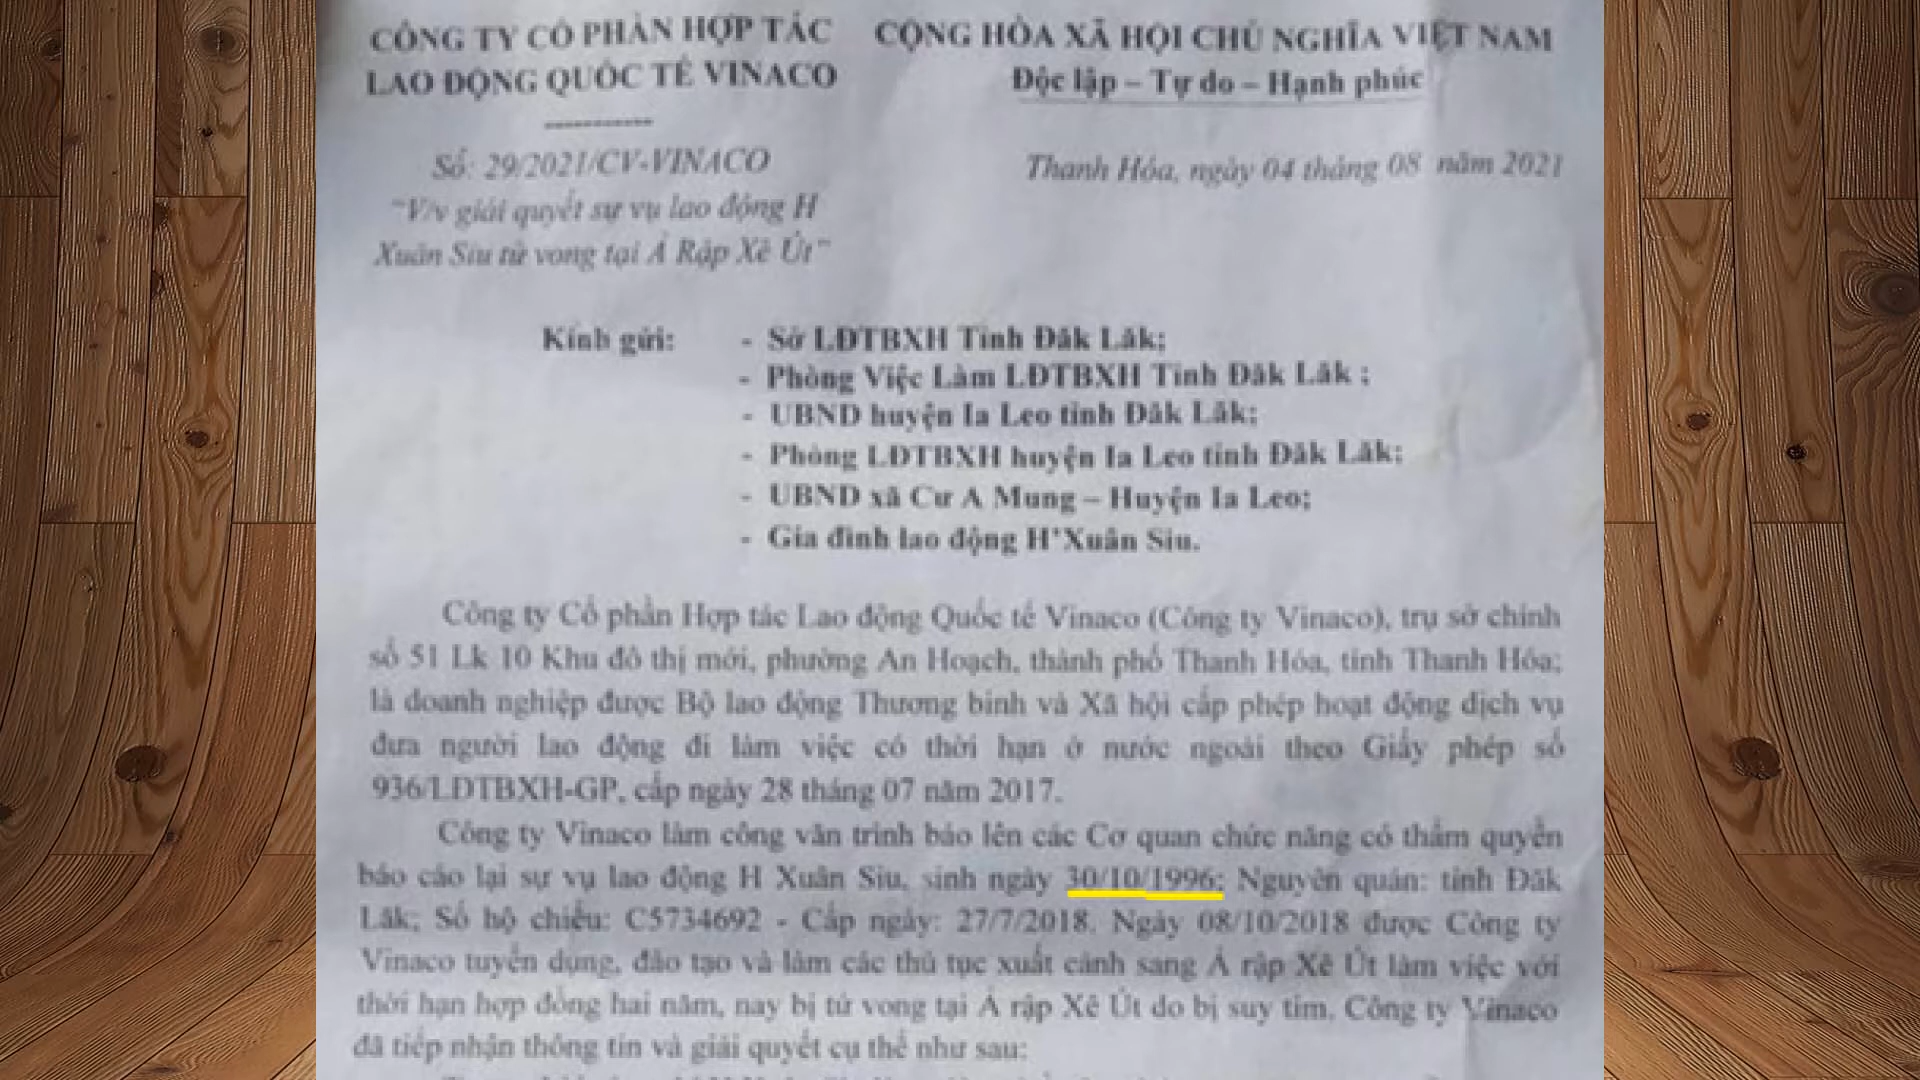 CÔNG TY CỔ PHẦN HỢP TÁC
LAO ĐỘNG QUỐC TẾ VINACO
CỘNG HÒA XÃ HỘI CHỦ NGHĨA VIỆT NAM
Độc lập – Tự do – Hạnh phúc
-----------
Số: 29/2021/CV-VINACO
Thanh Hóa, ngày 04 tháng 08 năm 2021
"V/v giải quyết sự vụ lao động H
Xuân Siu tử vong tại Ả Rập Xê Út"
Kính gửi:
- Sở LĐTBXH Tỉnh Đăk Lăk;
- Phòng Việc Làm LĐTBXH Tỉnh Đăk Lăk ;
- UBND huyện Ia Leo tỉnh Đăk Lăk;
- Phòng LĐTBXH huyện Ia Leo tỉnh Đăk Lăk;
- UBND xã Cư A Mung – Huyện Ia Leo;
- Gia đình lao động H'Xuân Siu.
Công ty Cổ phần Hợp tác Lao động Quốc tế Vinaco (Công ty Vinaco), trụ sở chính
số 51 Lk 10 Khu đô thị mới, phường An Hoạch, thành phố Thanh Hóa, tỉnh Thanh Hóa;
là doanh nghiệp được Bộ lao động Thương binh và Xã hội cấp phép hoạt động dịch vụ
đưa người lao động đi làm việc có thời hạn ở nước ngoài theo Giấy phép số
936/LĐTBXH-GP, cấp ngày 28 tháng 07 năm 2017.
Công ty Vinaco làm công văn trình báo lên các Cơ quan chức năng có thẩm quyền
báo cáo lại sự vụ lao động H Xuân Siu, sinh ngày 30/10/1996; Nguyên quán: tỉnh Đăk
Lăk; Số hộ chiếu: C5734692 - Cấp ngày: 27/7/2018. Ngày 08/10/2018 được Công ty
Vinaco tuyển dụng, đào tạo và làm các thủ tục xuất cảnh sang Ả rập Xê Út làm việc với
thời hạn hợp đồng hai năm, nay bị tử vong tại Ả rập Xê Út do bị suy tim. Công ty Vinaco
đã tiếp nhận thông tin và giải quyết cụ thể như sau: